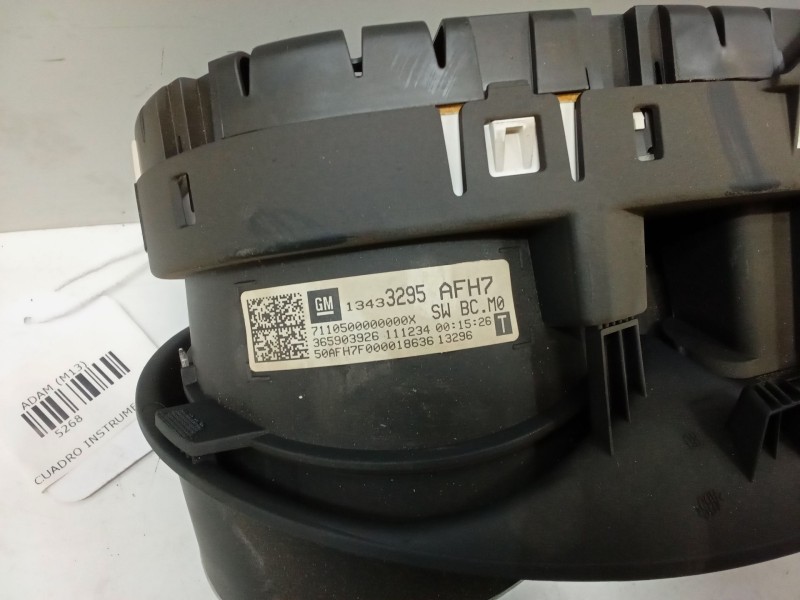 GM 13433295 AFH7
SW BC.M0
7110500000000X
365903926 111234 00:15:26 T
50AFH7F000018636 13296
ADAM (M13)
5268
CUADRO INSTRUME